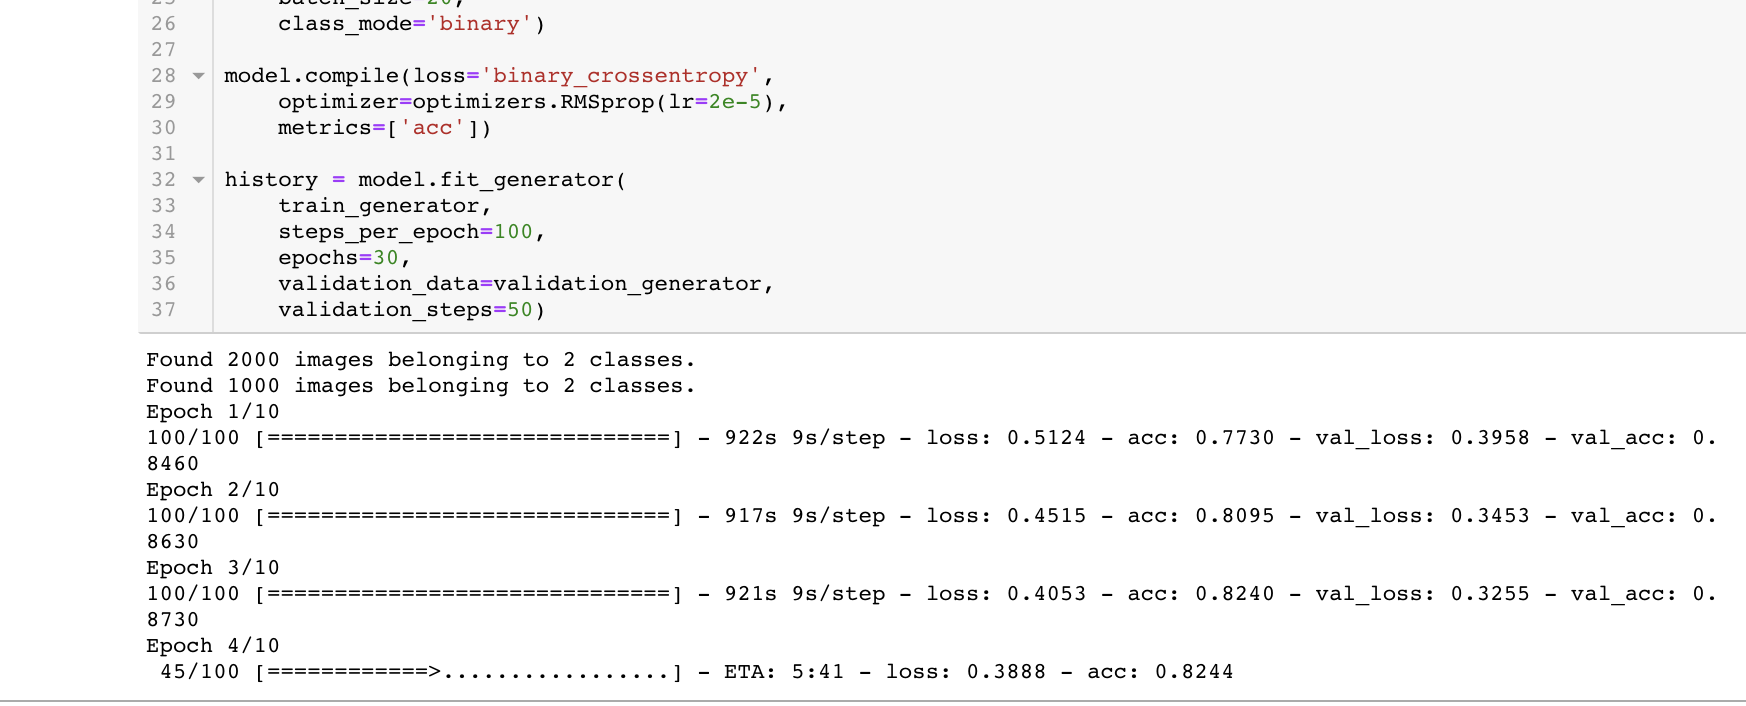 25 batch_size=20,
26 class_mode='binary')
27
28 model.compile(loss='binary_crossentropy',
29 optimizer=optimizers.RMSprop(lr=2e-5),
30 metrics=['acc'])
31
32 history = model.fit_generator(
33 train_generator,
34 steps_per_epoch=100,
35 epochs=30,
36 validation_data=validation_generator,
37 validation_steps=50)
Found 2000 images belonging to 2 classes.
Found 1000 images belonging to 2 classes.
Epoch 1/10
100/100 [==============================] - 922s 9s/step - loss: 0.5124 - acc: 0.7730 - val_loss: 0.3958 - val_acc: 0.
8460
Epoch 2/10
100/100 [==============================] - 917s 9s/step - loss: 0.4515 - acc: 0.8095 - val_loss: 0.3453 - val_acc: 0.
8630
Epoch 3/10
100/100 [==============================] - 921s 9s/step - loss: 0.4053 - acc: 0.8240 - val_loss: 0.3255 - val_acc: 0.
8730
Epoch 4/10
45/100 [============>.................] - ETA: 5:41 - loss: 0.3888 - acc: 0.8244